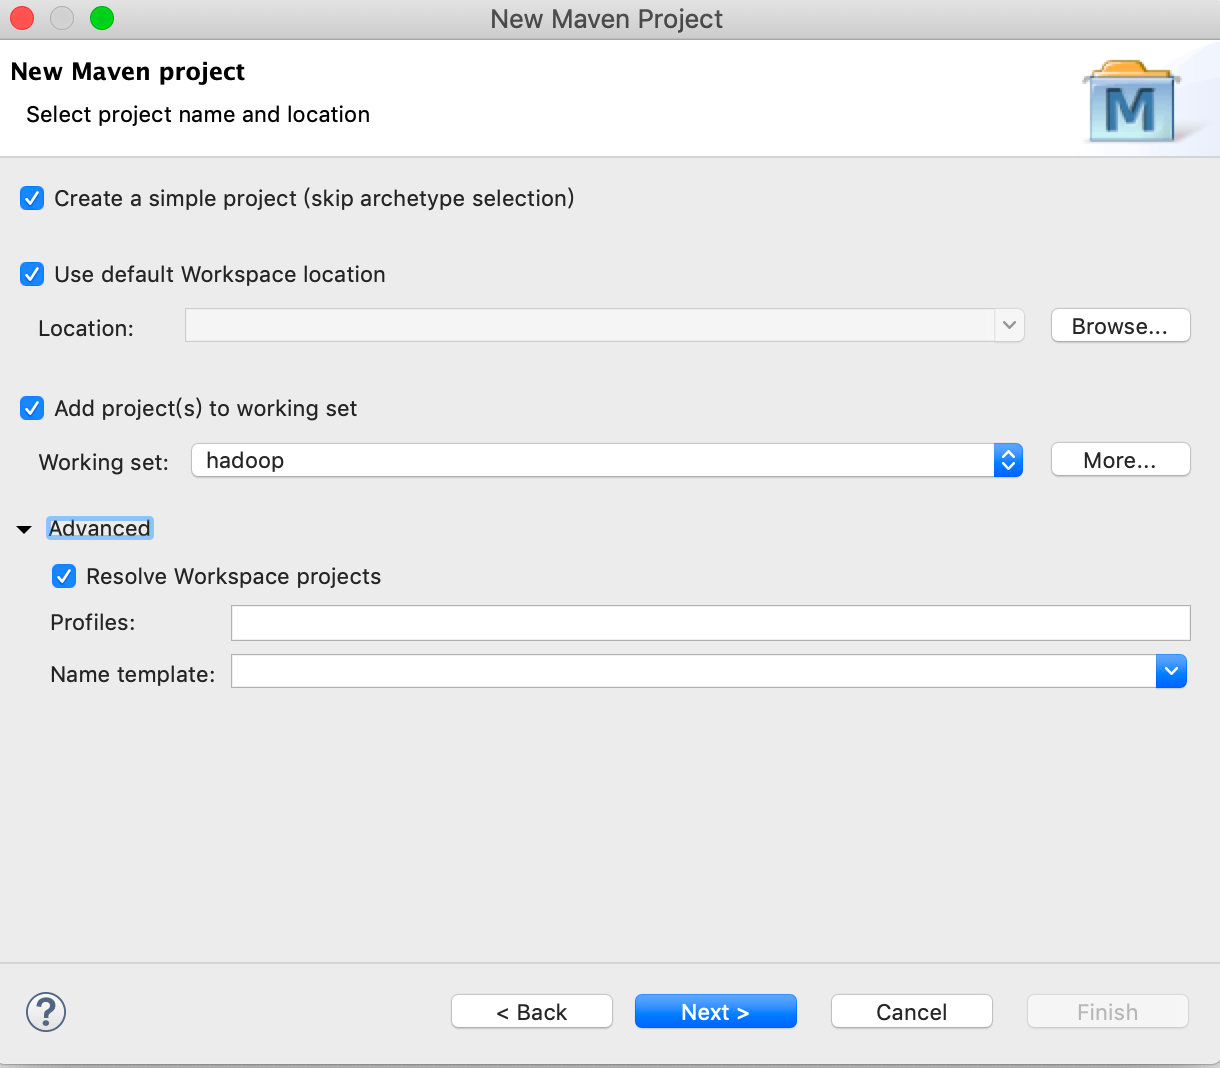 New Maven Project
New Maven project
Select project name and location
M
Create a simple project (skip archetype selection)
Use default Workspace location
Location:
Browse...
Add project(s) to working set
Working set:
hadoop
More...
Advanced
Resolve Workspace projects
Profiles:
Name template:
?
< Back
Next >
Cancel
Finish